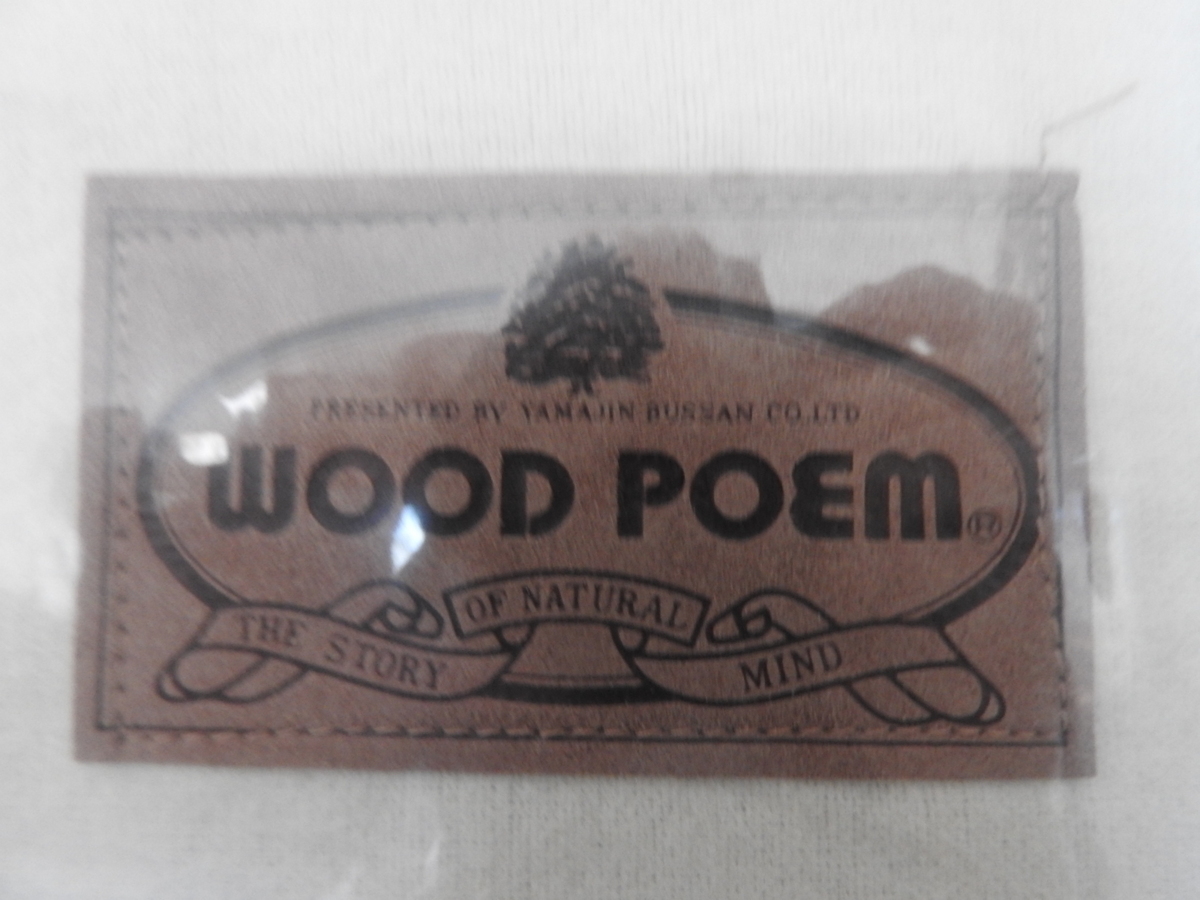 PRESENTED BY YAMAJIN BUSSAN CO.LTD
WOOD POEM®
THE STORY OF NATURAL MIND